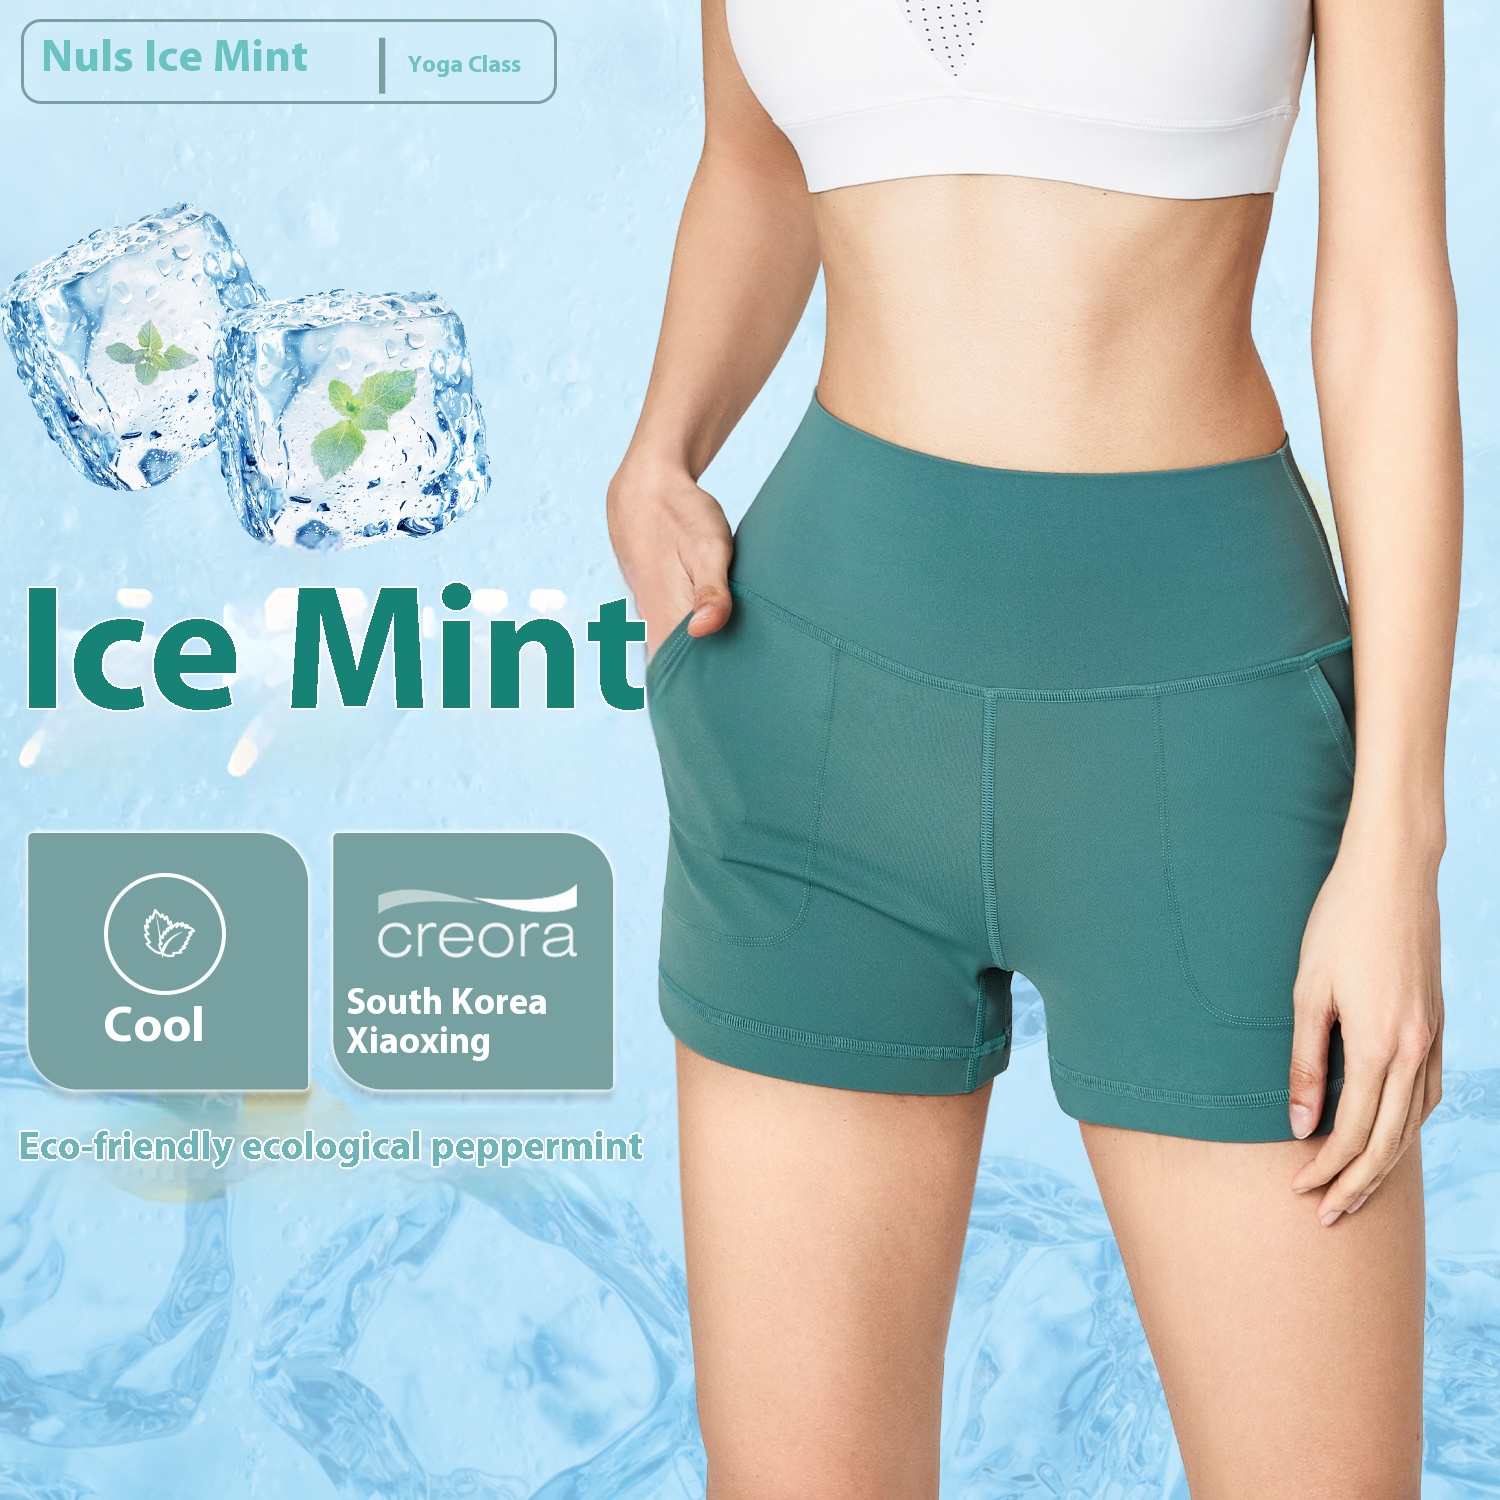 Nuls Ice Mint | Yoga Class
Ice Mint
Cool
creora
South Korea
Xiaoxing
Eco-friendly ecological peppermint